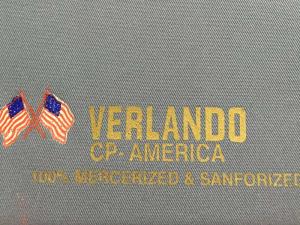 VERLANDO
CP-AMERICA
100% MERCERIZED & SANFORIZED